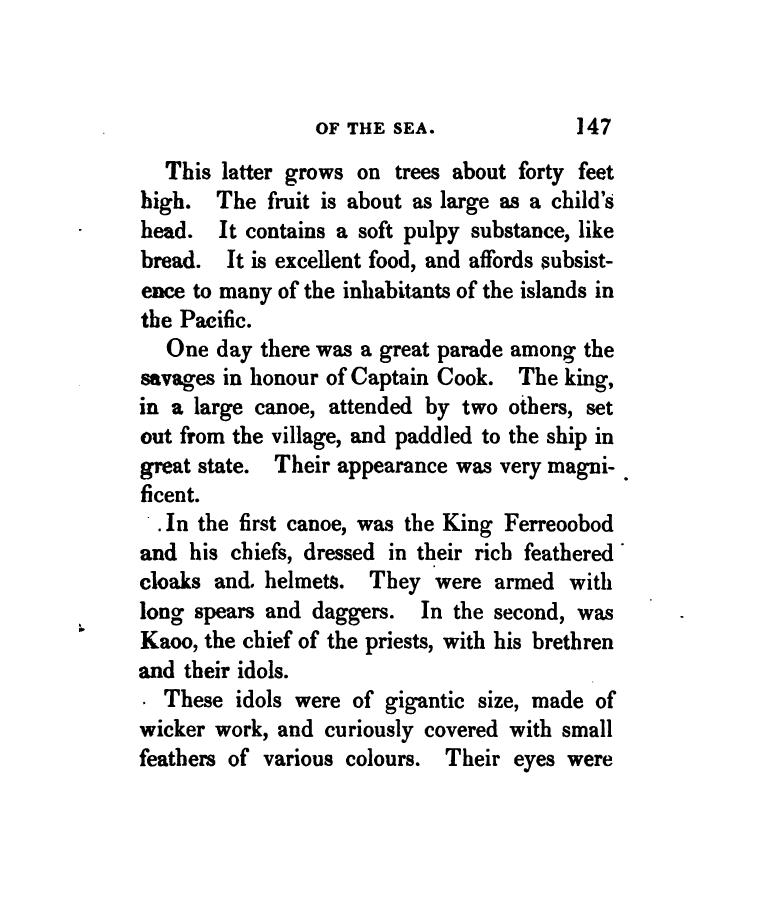 OF THE SEA. 147
This latter grows on trees about forty feet
high. The fruit is about as large as a child's
head. It contains a soft pulpy substance, like
bread. It is excellent food, and affords subsist-
ence to many of the inhabitants of the islands in
the Pacific.
One day there was a great parade among the
savages in honour of Captain Cook. The king,
in a large canoe, attended by two others, set
out from the village, and paddled to the ship in
great state. Their appearance was very magni-
ficent.
In the first canoe, was the King Ferreoobod
and his chiefs, dressed in their rich feathered
cloaks and helmets. They were armed with
long spears and daggers. In the second, was
Kaoo, the chief of the priests, with his brethren
and their idols.
These idols were of gigantic size, made of
wicker work, and curiously covered with small
feathers of various colours. Their eyes were